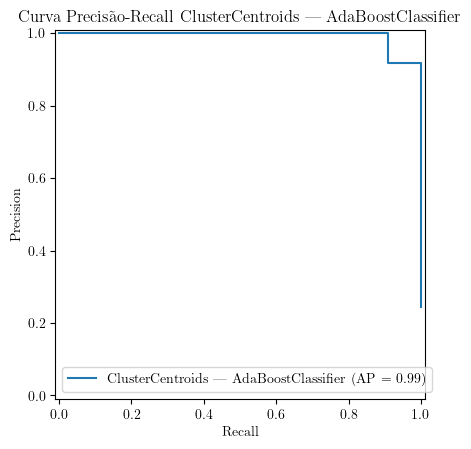 Curva Precisão-Recall ClusterCentroids — AdaBoostClassifier
1.0
0.8
0.6
0.4
0.2
0.0
Precision
ClusterCentroids — AdaBoostClassifier (AP = 0.99)
0.0 0.2 0.4 0.6 0.8 1.0
Recall